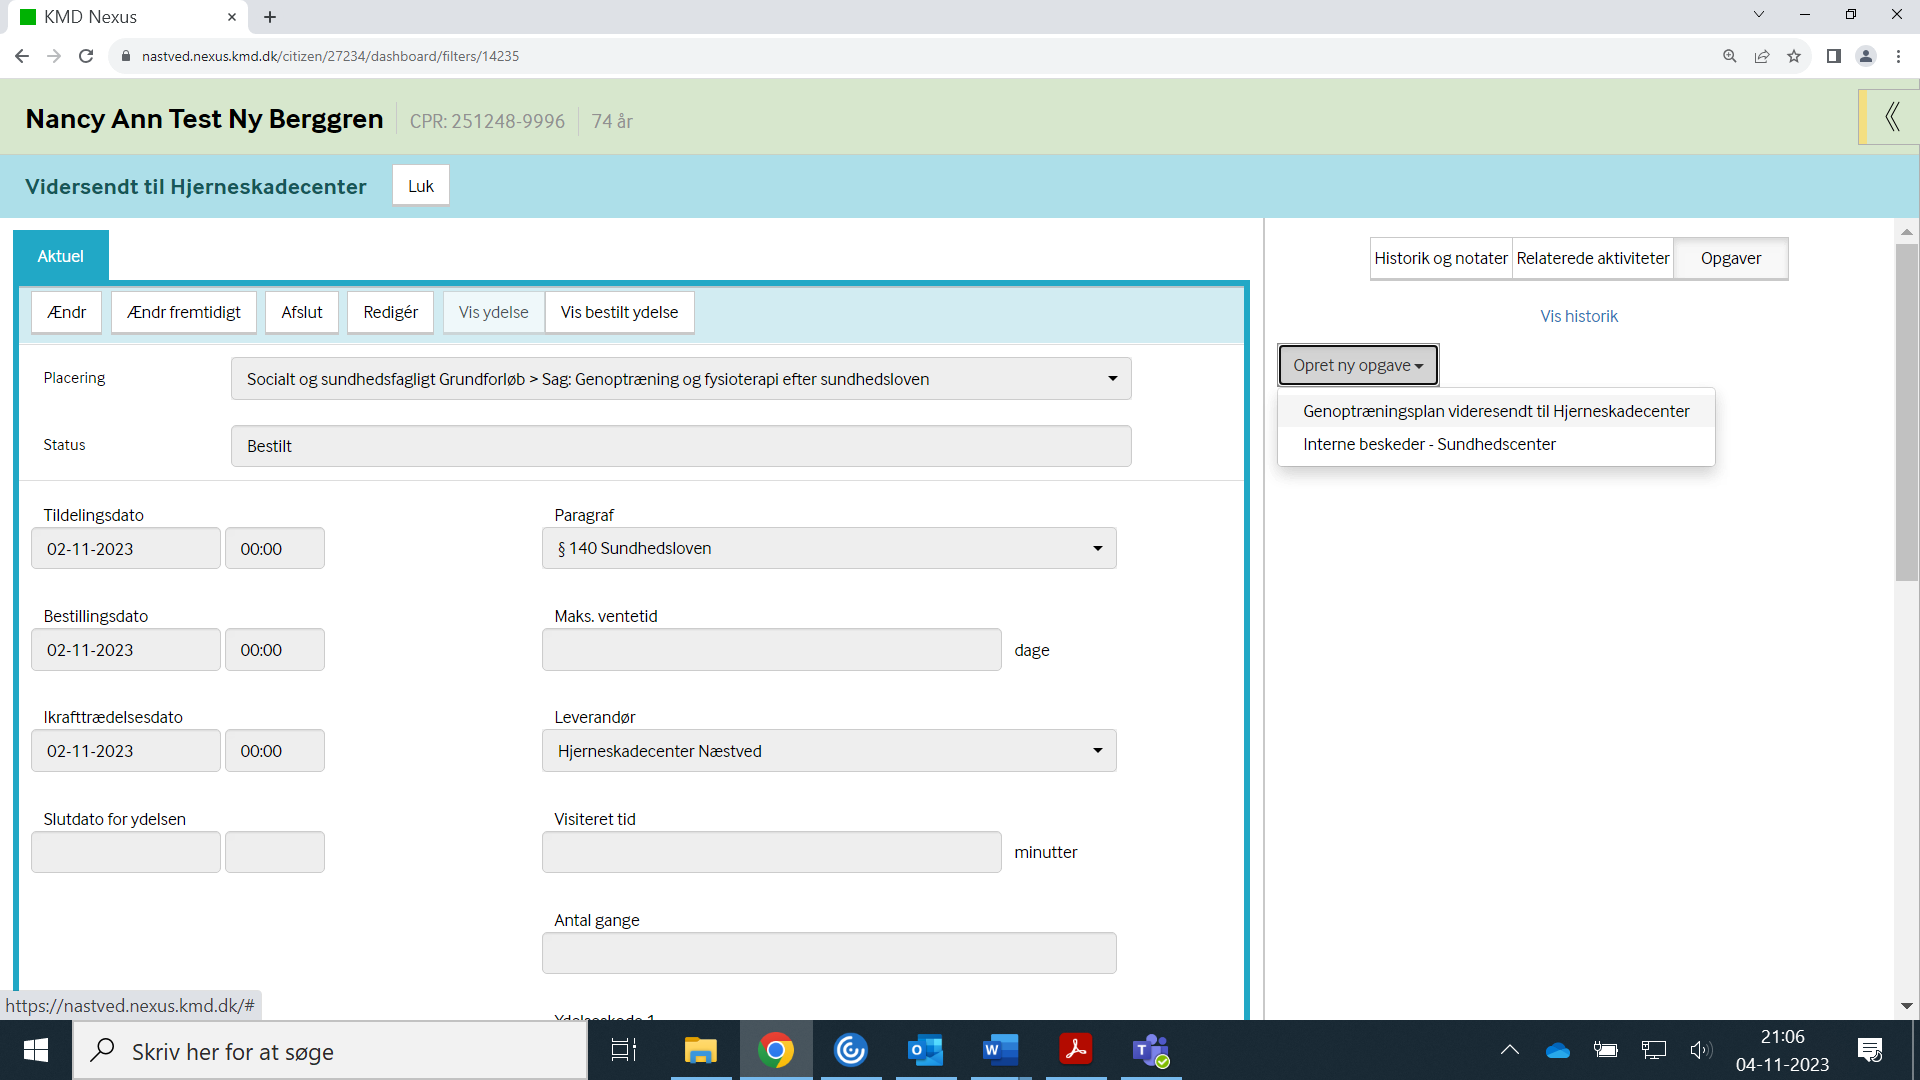 KMD Nexus
nastved.nexus.kmd.dk/citizen/27234/dashboard/filters/14235
Nancy Ann Test Ny Berggren CPR: 251248-9996 74 år
Vidersendt til Hjerneskadecenter Luk
Aktuel
Ændr Ændr fremtidigt Afslut Redigér Vis ydelse Vis bestilt ydelse
Placering Socialt og sundhedsfagligt Grundforløb > Sag: Genoptræning og fysioterapi efter sundhedsloven
Status Bestilt
Tildelingsdato
02-11-2023 00:00
Bestillingsdato
02-11-2023 00:00
Ikrafttrædelsesdato
02-11-2023 00:00
Slutdato for ydelsen
Paragraf
§ 140 Sundhedsloven
Maks. ventetid
dage
Leverandør
Hjerneskadecenter Næstved
Visiteret tid
minutter
Antal gange
Ydelseskode 1
Historik og notater Relaterede aktiviteter Opgaver
Vis historik
Opret ny opgave
Genoptræningsplan videresendt til Hjerneskadecenter
Interne beskeder - Sundhedscenter
https://nastved.nexus.kmd.dk/#
Skriv her for at søge
21:06
04-11-2023